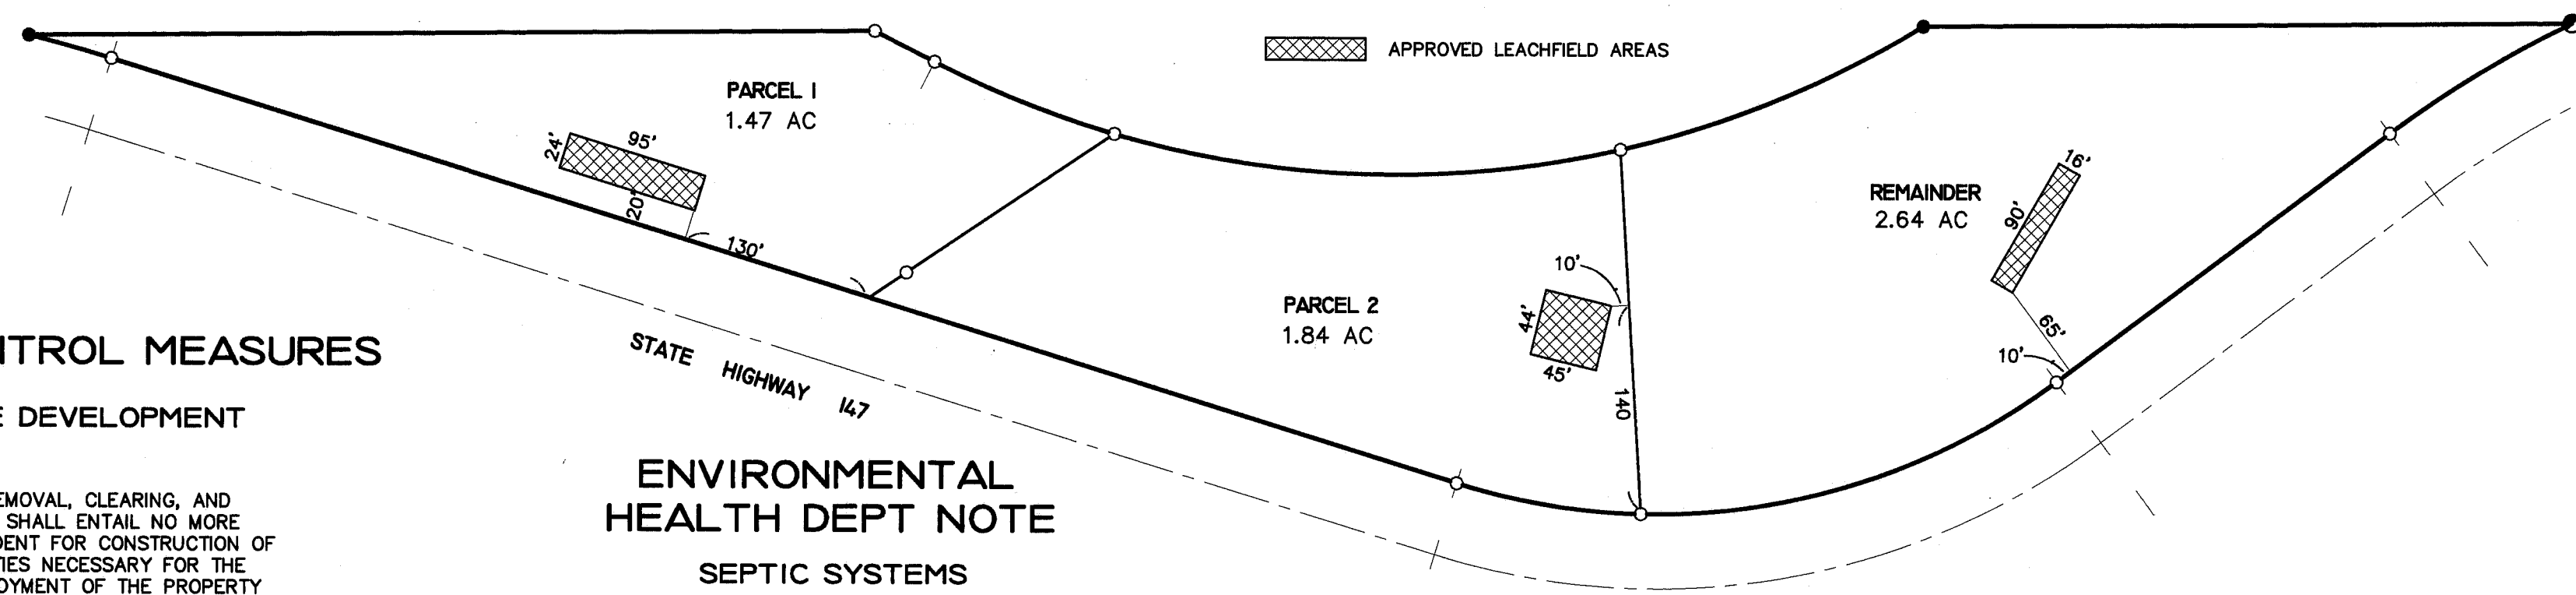 APPROVED LEACHFIELD AREAS
PARCEL 1
1.47 AC
24'
95'
20'
130'
PARCEL 2
1.84 AC
10'
44'
45'
140
REMAINDER
2.64 AC
16'
90'
65'
10'
STATE HIGHWAY 147
NTROL MEASURES
E DEVELOPMENT
EMOVAL, CLEARING, AND
SHALL ENTAIL NO MORE
DENT FOR CONSTRUCTION OF
TIES NECESSARY FOR THE
OYMENT OF THE PROPERTY
ENVIRONMENTAL
HEALTH DEPT NOTE
SEPTIC SYSTEMS